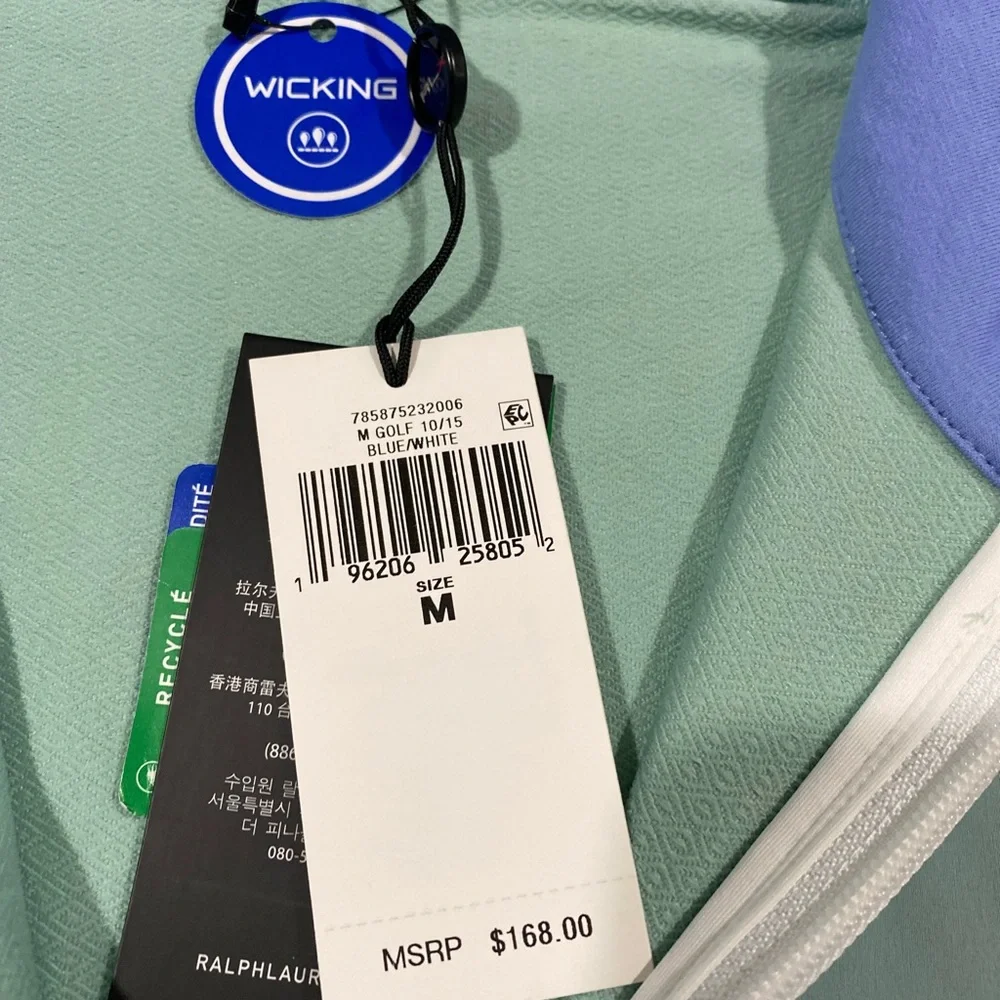 WICKING
785875232006
M GOLF 10/15
BLUE/WHITE
1 96206 25805 2
SIZE
M
MSRP $168.00
DITÉ
RECYCLÉ
拉尔夫
中国
香港商雷夫
110 台
(886
수입원 랄
서울특별시
더 피나
080-5
RALPHLAUR